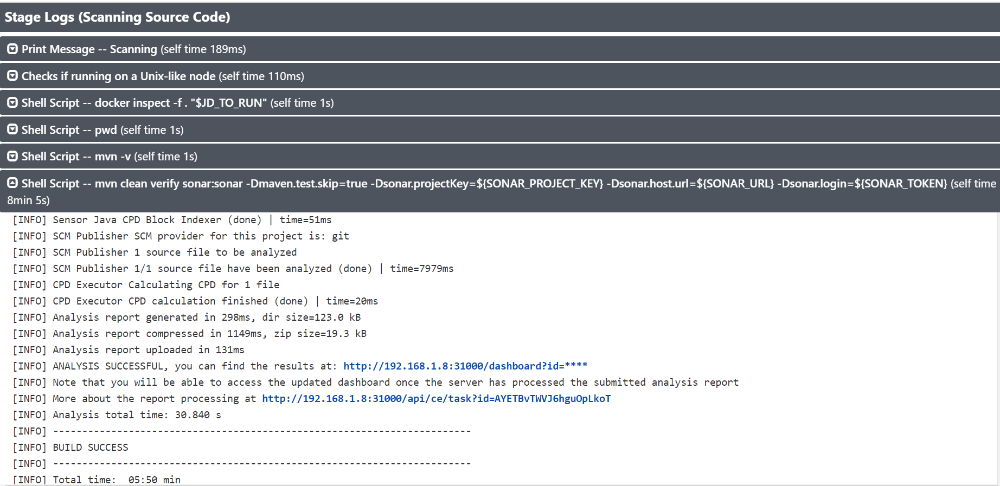 Stage Logs (Scanning Source Code)
Print Message -- Scanning (self time 189ms)
Checks if running on a Unix-like node (self time 110ms)
Shell Script -- docker inspect -f . "$JD_TO_RUN" (self time 1s)
Shell Script -- pwd (self time 1s)
Shell Script -- mvn -v (self time 1s)
Shell Script -- mvn clean verify sonar:sonar -Dmaven.test.skip=true -Dsonar.projectKey=${SONAR_PROJECT_KEY} -Dsonar.host.url=${SONAR_URL} -Dsonar.login=${SONAR_TOKEN} (self time
8min 5s)
[INFO] Sensor Java CPD Block Indexer (done) | time=51ms
[INFO] SCM Publisher SCM provider for this project is: git
[INFO] SCM Publisher 1 source file to be analyzed
[INFO] SCM Publisher 1/1 source file have been analyzed (done) | time=7979ms
[INFO] CPD Executor Calculating CPD for 1 file
[INFO] CPD Executor CPD calculation finished (done) | time=20ms
[INFO] Analysis report generated in 298ms, dir size=123.0 kB
[INFO] Analysis report compressed in 1149ms, zip size=19.3 kB
[INFO] Analysis report uploaded in 131ms
[INFO] ANALYSIS SUCCESSFUL, you can find the results at: http://192.168.1.8:31000/dashboard?id=****
[INFO] Note that you will be able to access the updated dashboard once the server has processed the submitted analysis report
[INFO] More about the report processing at http://192.168.1.8:31000/api/ce/task?id=AYETBvTWVJ6hguOpLkoT
[INFO] Analysis total time: 30.840 s
[INFO] ------------------------------------------------------------------------
[INFO] BUILD SUCCESS
[INFO] ------------------------------------------------------------------------
[INFO] Total time:  05:50 min